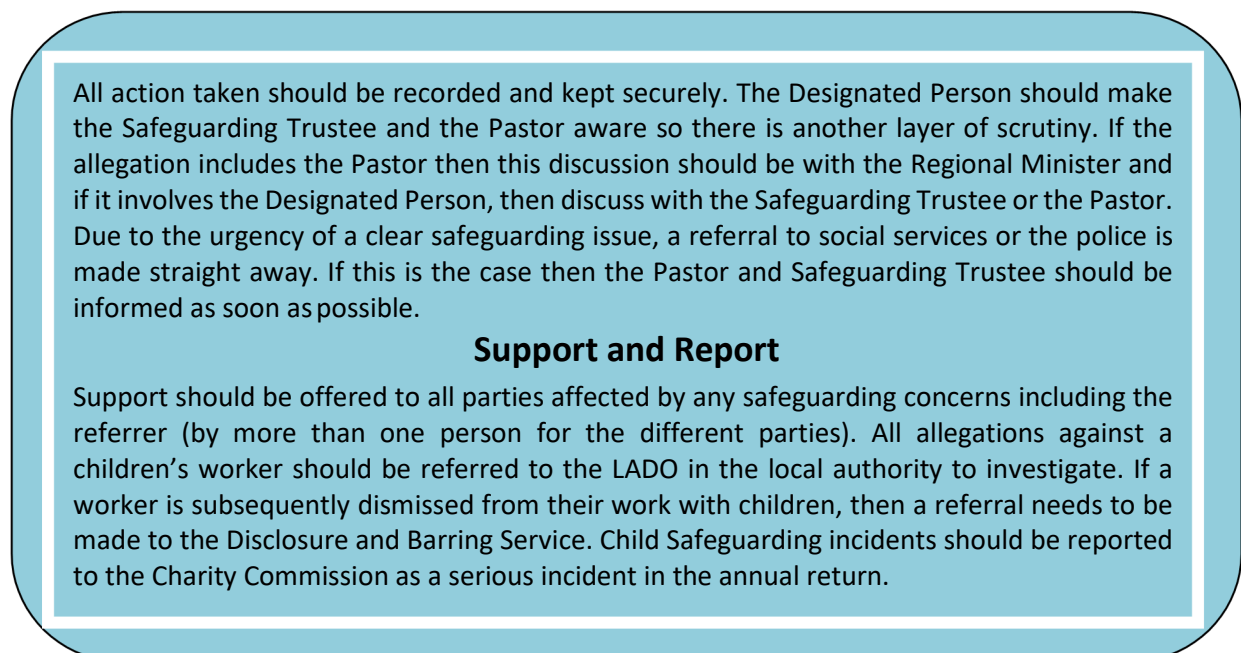 All action taken should be recorded and kept securely. The Designated Person should make
the Safeguarding Trustee and the Pastor aware so there is another layer of scrutiny. If the
allegation includes the Pastor then this discussion should be with the Regional Minister and
if it involves the Designated Person, then discuss with the Safeguarding Trustee or the Pastor.
Due to the urgency of a clear safeguarding issue, a referral to social services or the police is
made straight away. If this is the case then the Pastor and Safeguarding Trustee should be
informed as soon as possible.
Support and Report
Support should be offered to all parties affected by any safeguarding concerns including the
referrer (by more than one person for the different parties). All allegations against a
children’s worker should be referred to the LADO in the local authority to investigate. If a
worker is subsequently dismissed from their work with children, then a referral needs to be
made to the Disclosure and Barring Service. Child Safeguarding incidents should be reported
to the Charity Commission as a serious incident in the annual return.